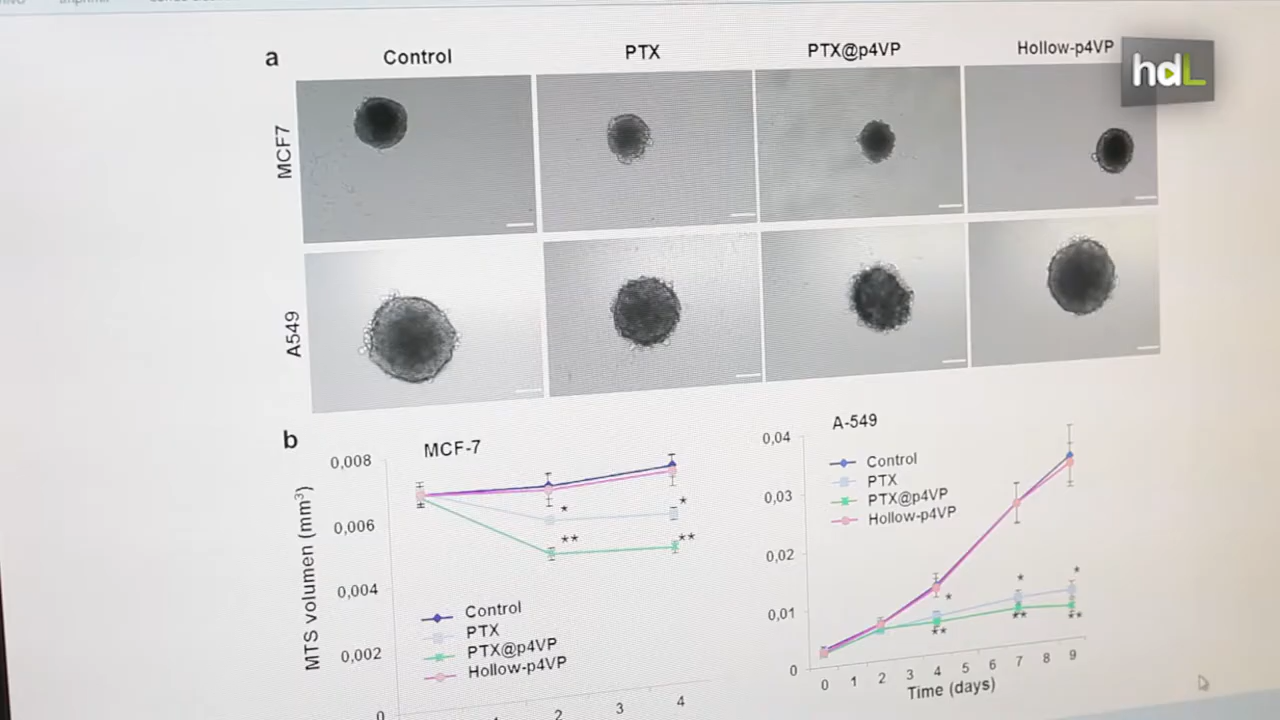 a
Control
PTX
PTX@p4VP
Hollow-p4VP
hdL
MCF7
A549
b
MCF-7
MTS volumen (mm³)
0,008
0,006
0,004
0,002
0
Control
PTX
PTX@p4VP
Hollow-p4VP
* ** * **
2 3 4
A-549
0,04
0,03
0,02
0,01
0
Control
PTX
PTX@p4VP
Hollow-p4VP
* ** * ** * **
0 1 2 3 4 5 6 7 8 9
Time (days)